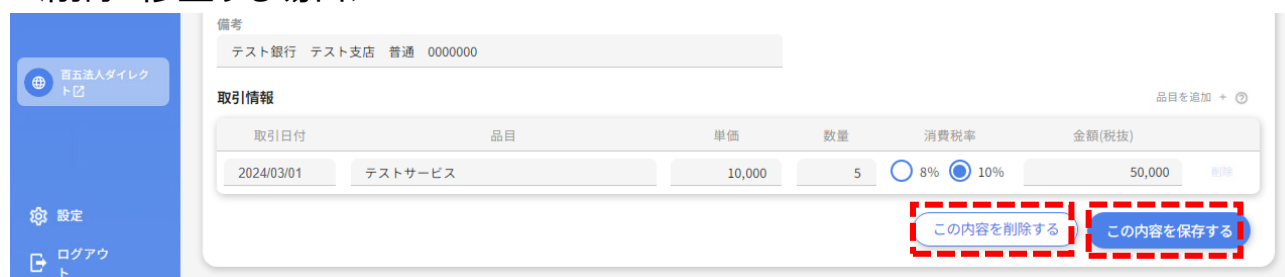 備考
テスト銀行 テスト支店 普通 0000000
百五法人ダイレクト
取引情報
品目を追加 + ?
取引日付 品目 単価 数量 消費税率 金額(税抜)
2024/03/01 テストサービス 10,000 5 8% 10% 50,000 削除
設定
この内容を削除する この内容を保存する
ログアウト